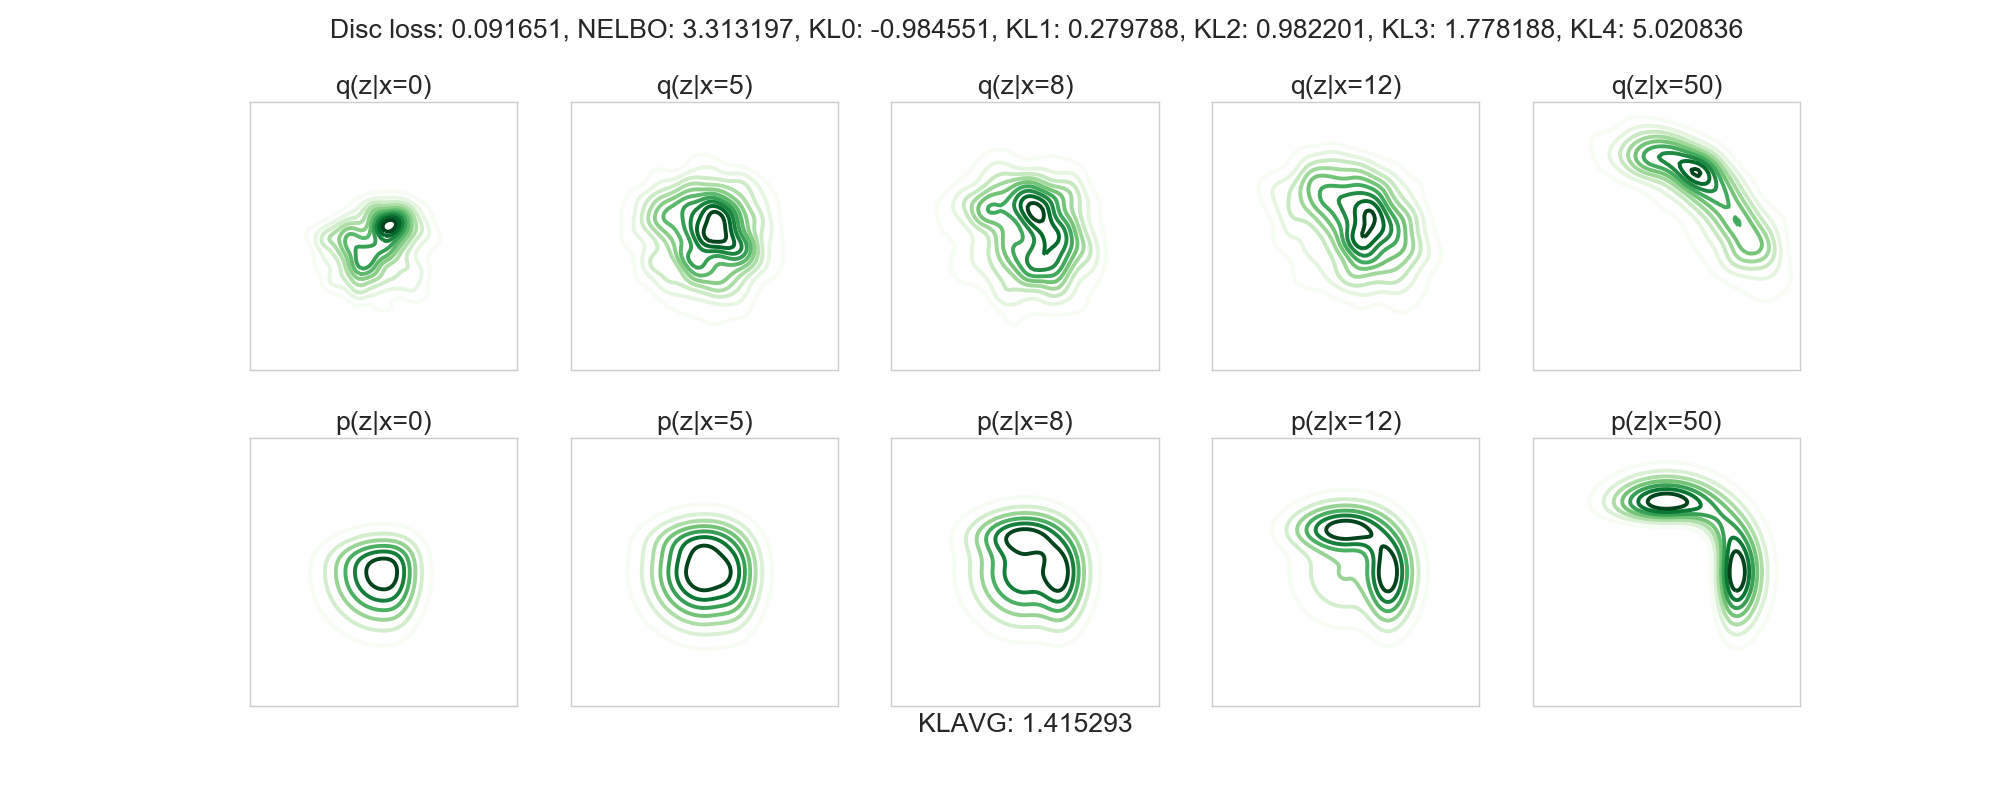 Disc loss: 0.091651, NELBO: 3.313197, KL0: -0.984551, KL1: 0.279788, KL2: 0.982201, KL3: 1.778188, KL4: 5.020836
q(z|x=0) q(z|x=5) q(z|x=8) q(z|x=12) q(z|x=50)
p(z|x=0) p(z|x=5) p(z|x=8) p(z|x=12) p(z|x=50)
KLAVG: 1.415293